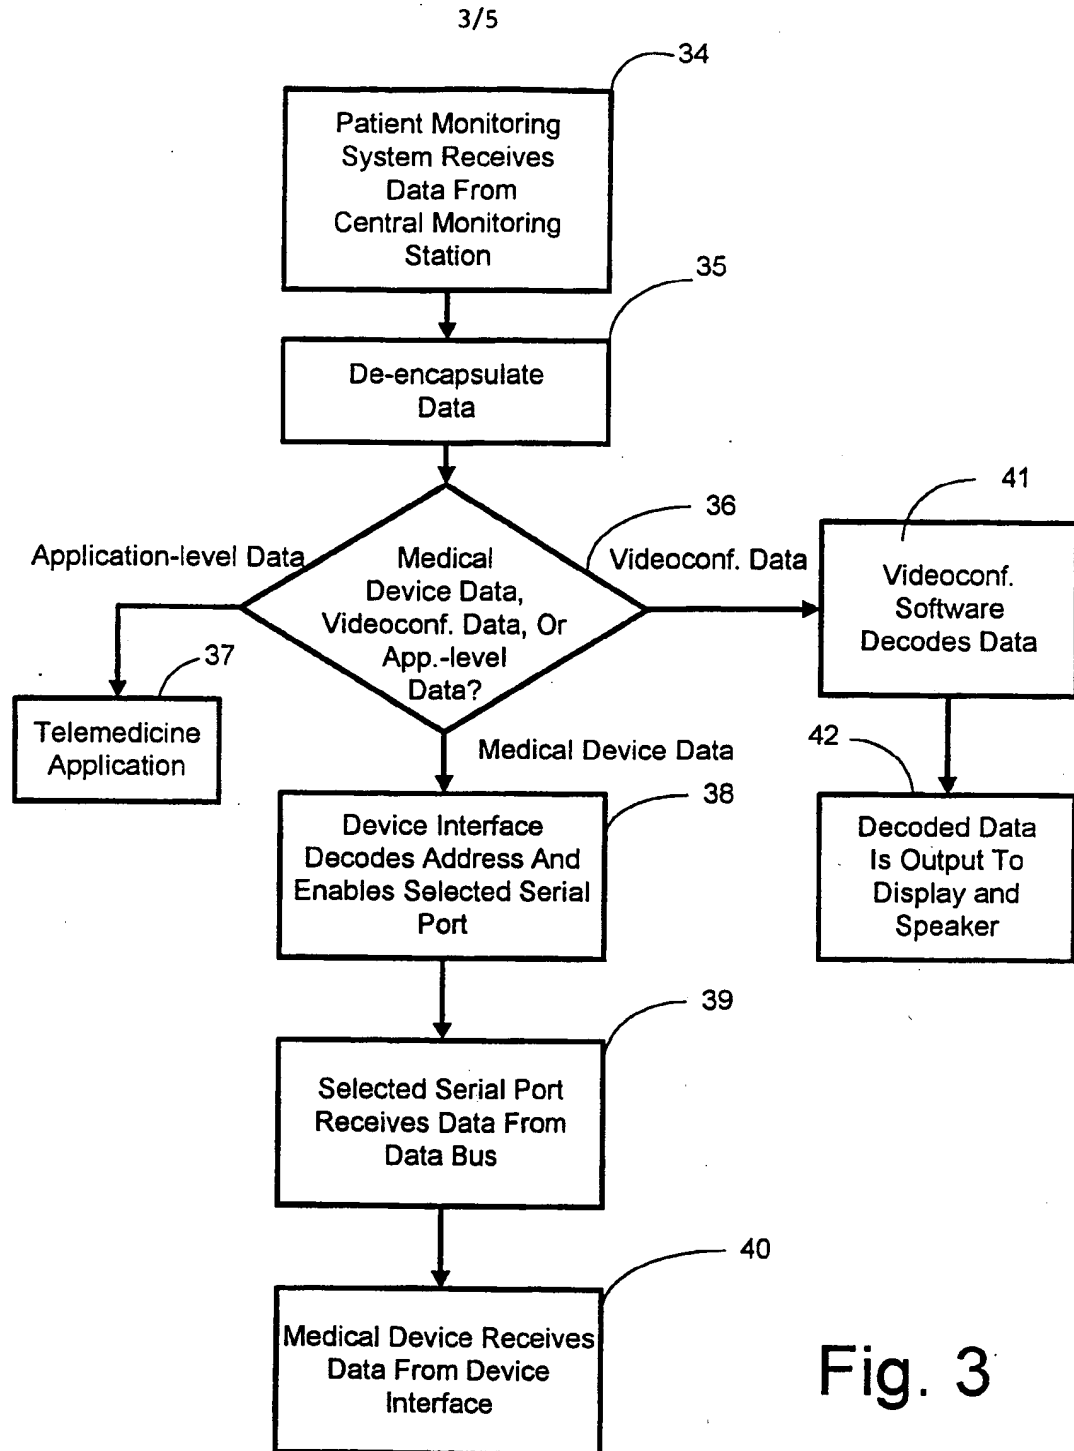 3/5
34
Patient Monitoring
System Receives
Data From
Central Monitoring
Station
35
De-encapsulate
Data
36
Application-level Data
Medical
Device Data,
Videoconf. Data, Or
App.-level
Data?
Videoconf. Data
41
Videoconf.
Software
Decodes Data
37
Telemedicine
Application
Medical Device Data
42
Decoded Data
Is Output To
Display and
Speaker
38
Device Interface
Decodes Address And
Enables Selected Serial
Port
39
Selected Serial Port
Receives Data From
Data Bus
40
Medical Device Receives
Data From Device
Interface
Fig. 3